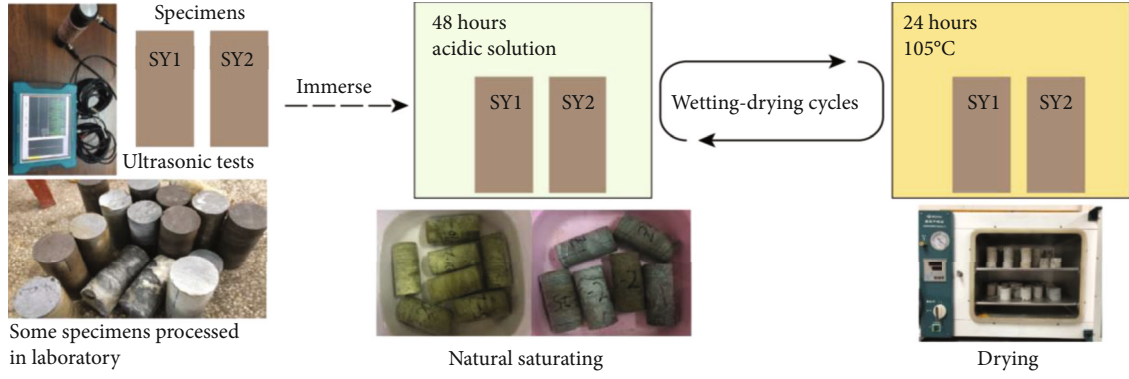 Specimens
SY1
SY2
Ultrasonic tests
Some specimens processed
in laboratory
Immerse
48 hours
acidic solution
SY1
SY2
Natural saturating
Wetting-drying cycles
24 hours
105°C
SY1
SY2
Drying